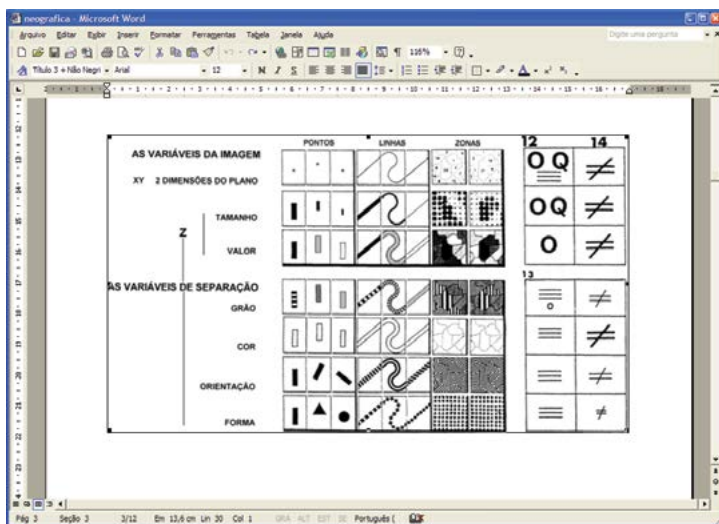 neografica - Microsoft Word
Arquivo Editar Exibir Inserir Formatar Ferramentas Tabela Janela Ajuda
Digite uma pergunta
115%
Título 3 + Não Negri Arial 12 N I S
PONTOS LINHAS ZONAS 12 14
AS VARIÁVEIS DA IMAGEM
XY 2 DIMENSÕES DO PLANO
O Q
TAMANHO
O Q
Z
VALOR
O
13
AS VARIÁVEIS DE SEPARAÇÃO
GRÃO
COR
ORIENTAÇÃO
FORMA
Pág 3 Seção 3 3/12 Em 13,6 cm Lin 30 Col 1 GRA ALT EST SE Português (